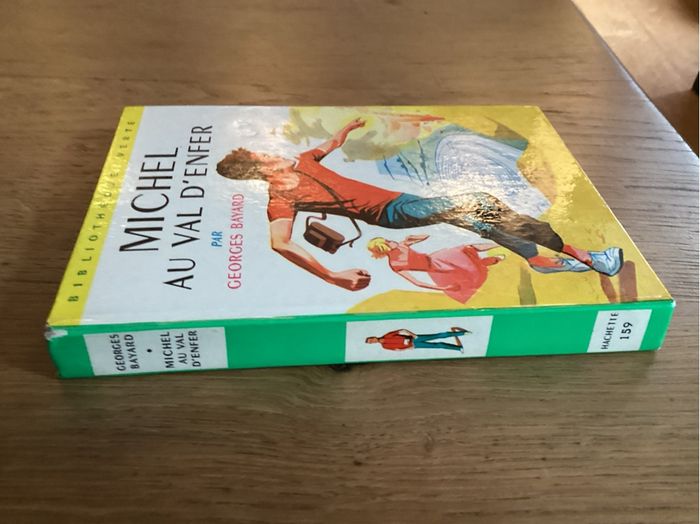 BIBLIOTHÈQUE VERTE
MICHEL
AU VAL D'ENFER
PAR
GEORGES BAYARD
GEORGES
BAYARD
•
MICHEL
AU VAL
D'ENFER
HACHETTE
159